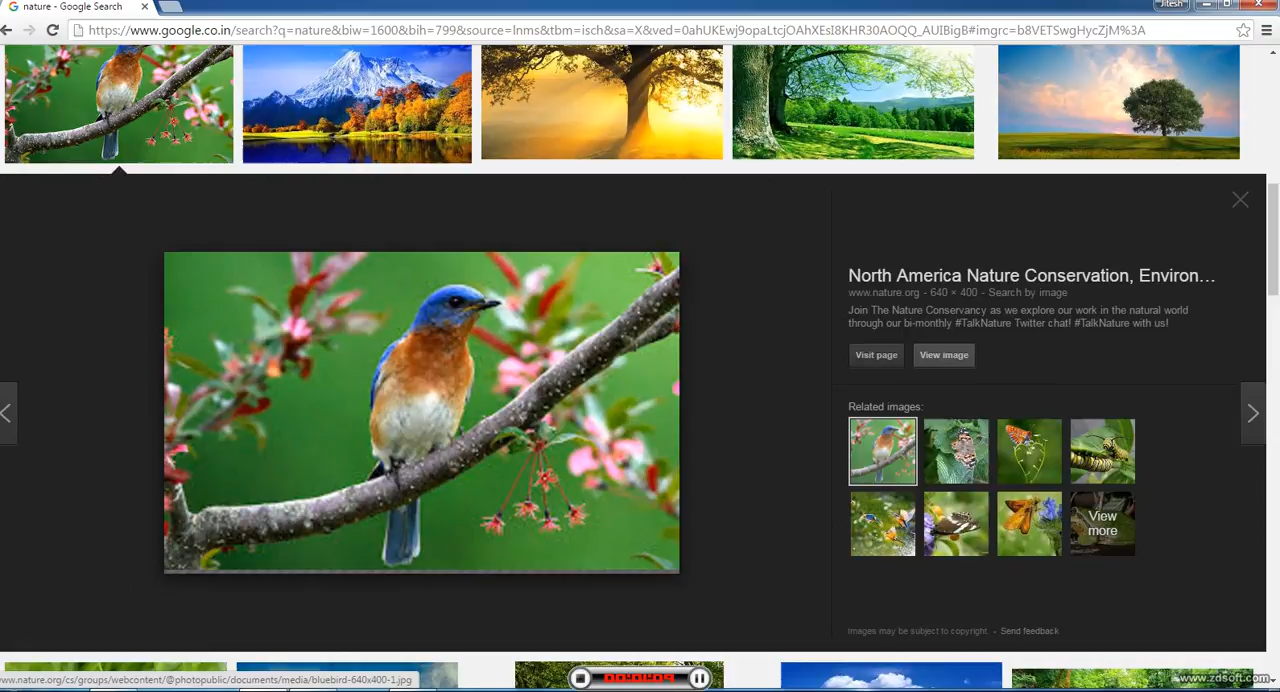 nature - Google Search
Jitesh
https://www.google.co.in/search?q=nature&biw=1600&bih=799&source=lnms&tbm=isch&sa=X&ved=0ahUKEwj9opaLtcjOAhXEsI8KHR30AOQQ_AUIBigB#imgrc=b8VETSwgHycZjM%3A
North America Nature Conservation, Environ...
www.nature.org - 640 × 400 - Search by image
Join The Nature Conservancy as we explore our work in the natural world
through our bi-monthly #TalkNature Twitter chat! #TalkNature with us!
Visit page
View image
Related images:
View
more
Images may be subject to copyright. - Send feedback
www.nature.org/cs/groups/webcontent/@photopublic/documents/media/bluebird-640x400-1.jpg
www.zdsoft.com